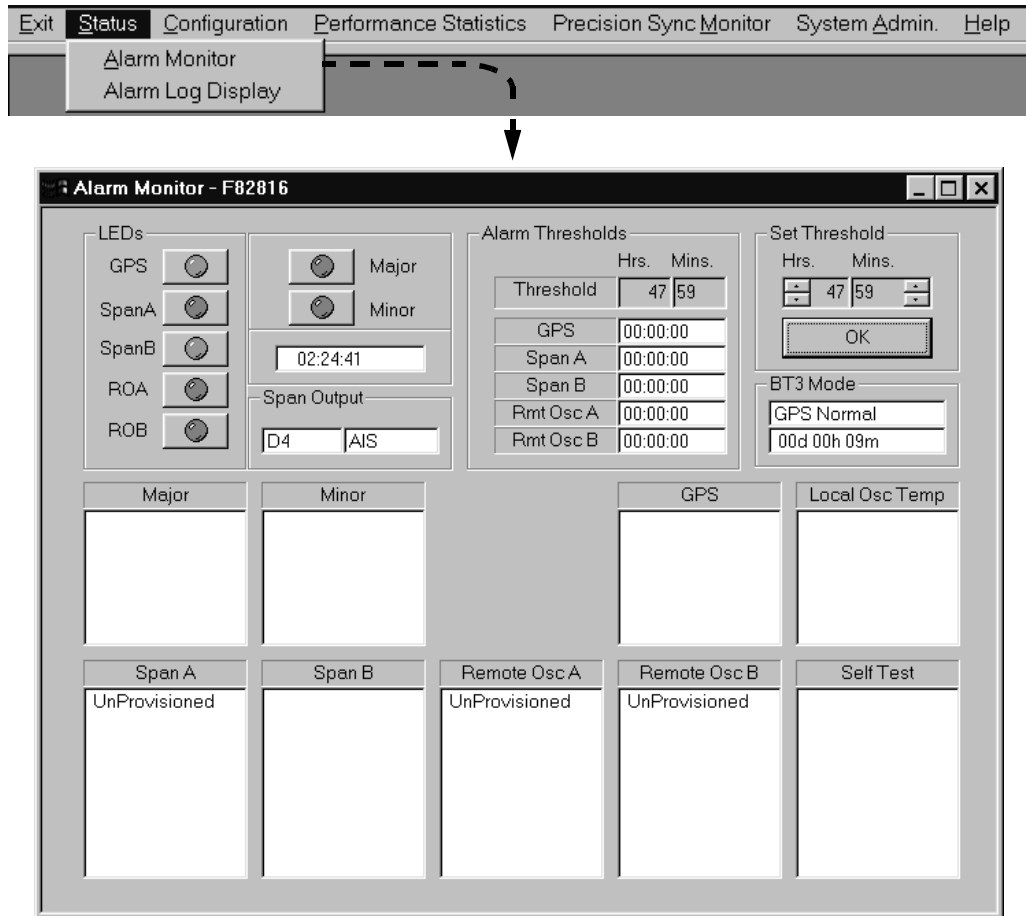 Exit Status Configuration Performance Statistics Precision Sync Monitor System Admin. Help
Alarm Monitor
Alarm Log Display
Alarm Monitor - F82816
LEDs
GPS
SpanA
SpanB
ROA
ROB
Major
Minor
02:24:41
Span Output
D4 AIS
Alarm Thresholds
Hrs. Mins.
Threshold 47 59
GPS 00:00:00
Span A 00:00:00
Span B 00:00:00
Rmt Osc A 00:00:00
Rmt Osc B 00:00:00
Set Threshold
Hrs. Mins.
47 59
OK
BT3 Mode
GPS Normal
00d 00h 09m
Major Minor GPS Local Osc Temp
Span A Span B Remote Osc A Remote Osc B Self Test
UnProvisioned UnProvisioned UnProvisioned